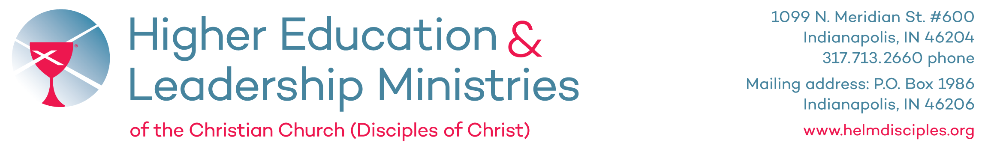 Higher Education &
Leadership Ministries
of the Christian Church (Disciples of Christ)
®
1099 N. Meridian St. #600
Indianapolis, IN 46204
317.713.2660 phone
Mailing address: P.O. Box 1986
Indianapolis, IN 46206
www.helmdisciples.org